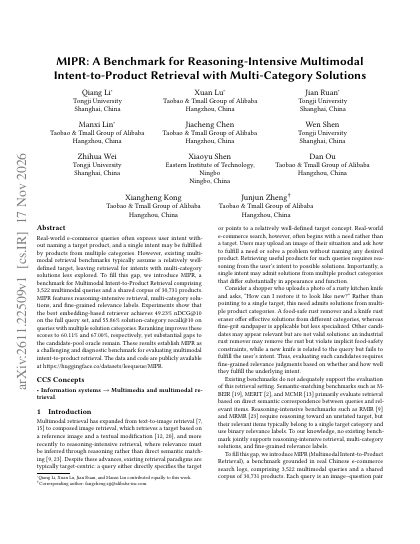 MIPR: A Benchmark for Reasoning-Intensive Multimodal
Intent-to-Product Retrieval with Multi-Category Solutions
Qiang Li*
Tongji University
Shanghai, China
Xuan Lu*
Taobao & Tmall Group of Alibaba
Hangzhou, China
Jian Ruan*
Tongji University
Shanghai, China
Manxi Lin*
Taobao & Tmall Group of Alibaba
Hangzhou, China
Jiacheng Chen
Taobao & Tmall Group of Alibaba
Hangzhou, China
Wen Shen
Tongji University
Shanghai, China
Zhihua Wei
Tongji University
Shanghai, China
Xiaoyu Shen
Eastern Institute of Technology,
Ningbo
Ningbo, China
Dan Ou
Taobao & Tmall Group of Alibaba
Hangzhou, China
Xiangheng Kong
Taobao & Tmall Group of Alibaba
Hangzhou, China
Junjun Zheng†
Taobao & Tmall Group of Alibaba
Hangzhou, China
arXiv:2611.22509v1 [cs.IR] 17 Nov 2026
Abstract
Real-world e-commerce searches often express user intent with-
out naming a target product, and a single intent may be fulfilled
by products from multiple categories. However, existing multi-
modal retrieval benchmarks typically assume a relatively well-
defined target, leaving retrieval for intents with multi-category
solutions less explored. To fill this gap, we introduce MIPR, a
benchmark for Multimodal Intent-to-Product Retrieval comprising
3,522 multimodal queries and a shared corpus of 30,731 products.
MIPR features reasoning-intensive retrieval, multi-category solu-
tions, and fine-grained relevance labels. Experiments show that
the best embedding-based retriever achieves 49.23% nDCG@10
on the full query set, and 55.86% solution-category recall@10 on
queries with multiple solution categories. Reranking improves these
scores to 60.11% and 67.00%, respectively, yet substantial gaps to
the candidate-pool oracle remain. These results establish MIPR as
a challenging and diagnostic benchmark for evaluating multimodal
intent-to-product retrieval. The data and code are publicly available
CCS Concepts
• Information systems → Multimedia and multimodal re-
trieval.
1 Introduction
Multimodal retrieval has expanded from text-to-image retrieval [7,
15] to composed image retrieval, which retrieves a target based on
a reference image and a textual modification [12, 20], and more
recently to reasoning-intensive retrieval, where relevance must
be inferred through reasoning rather than direct semantic match-
ing [9, 23]. Despite these advances, existing retrieval paradigms are
typically target-centric: a query either directly specifies the target
*Qiang Li, Xuan Lu, Jian Ruan, and Manxi Lin contributed equally to this work.
or points to a relatively well-defined target concept. Real-world
e-commerce search, however, often begins with a need rather than
a target. Users may upload an image of their situation and ask how
to fulfill a need or solve a problem without naming any desired
product. Retrieving useful products for such queries requires rea-
soning from the user's intent to possible solutions. Importantly, a
single intent may admit solutions from multiple product categories
that differ substantially in appearance and function.
Consider a shopper who uploads a photo of a rusty kitchen knife
and asks, "How can I restore it to look like new?" Rather than
pointing to a single target, this need admits solutions from multi-
ple product categories. A food-safe rust remover and a knife rust
eraser offer effective solutions from different categories, whereas
fine-grit sandpaper is applicable but less specialized. Other candi-
dates may appear relevant but are not valid solutions: an industrial
rust remover may remove the rust but violate implicit food-safety
constraints, while a new knife is related to the query but fails to
fulfill the user's intent. Thus, evaluating such candidates requires
fine-grained relevance judgments based on whether and how well
they fulfill the underlying intent.
Existing benchmarks do not adequately support the evaluation
of this retrieval setting. Semantic-matching benchmarks such as M-
BEIR [19], MERIT [2], and MCMR [13] primarily evaluate retrieval
based on direct semantic correspondence between queries and rel-
evant items. Reasoning-intensive benchmarks such as RMIR [9]
and MRMR [23] require reasoning toward an unstated target, but
their relevant items typically belong to a single target category and
use binary relevance labels. To our knowledge, no existing bench-
mark jointly supports reasoning-intensive retrieval, multi-category
solutions, and fine-grained relevance labels.
To fill this gap, we introduce MIPR (Multimodal Intent-to-Product
Retrieval), a benchmark grounded in real Chinese e-commerce
search logs, comprising 3,522 multimodal queries and a shared
corpus of 30,731 products. Each query is an image–question pair